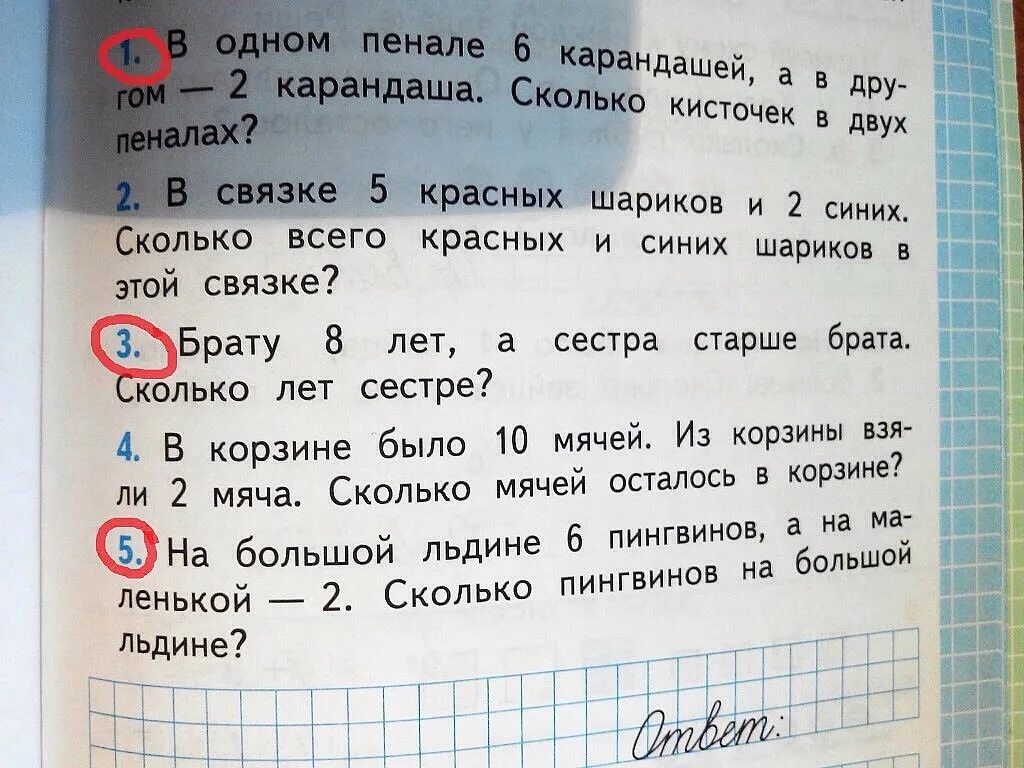 1. В одном пенале 6 карандашей, а в дру-
гом — 2 карандаша. Сколько кисточек в двух
пеналах?
2. В связке 5 красных шариков и 2 синих.
Сколько всего красных и синих шариков в
этой связке?
3. Брату 8 лет, а сестра старше брата.
Сколько лет сестре?
4. В корзине было 10 мячей. Из корзины взя-
ли 2 мяча. Сколько мячей осталось в корзине?
5. На большой льдине 6 пингвинов, а на ма-
ленькой — 2. Сколько пингвинов на большой
льдине?
Ответ: